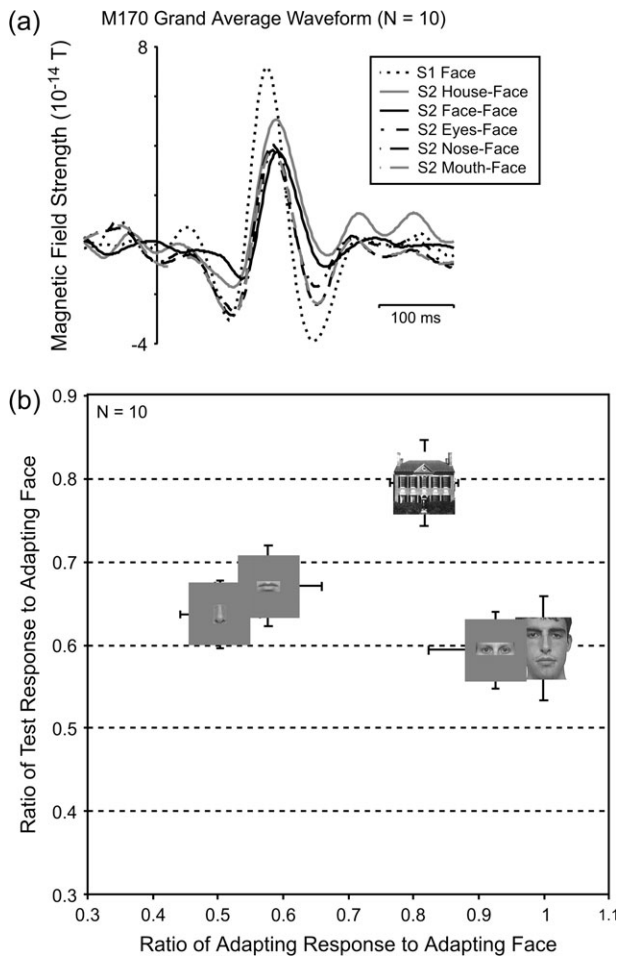 (a)
M170 Grand Average Waveform (N = 10)
Magnetic Field Strength (10⁻¹⁴ T)
8
-4
S1 Face
S2 House-Face
S2 Face-Face
S2 Eyes-Face
S2 Nose-Face
S2 Mouth-Face
100 ms
(b)
N = 10
Ratio of Test Response to Adapting Face
0.9
0.8
0.7
0.6
0.5
0.4
0.3
0.3 0.4 0.5 0.6 0.7 0.8 0.9 1 1.1
Ratio of Adapting Response to Adapting Face